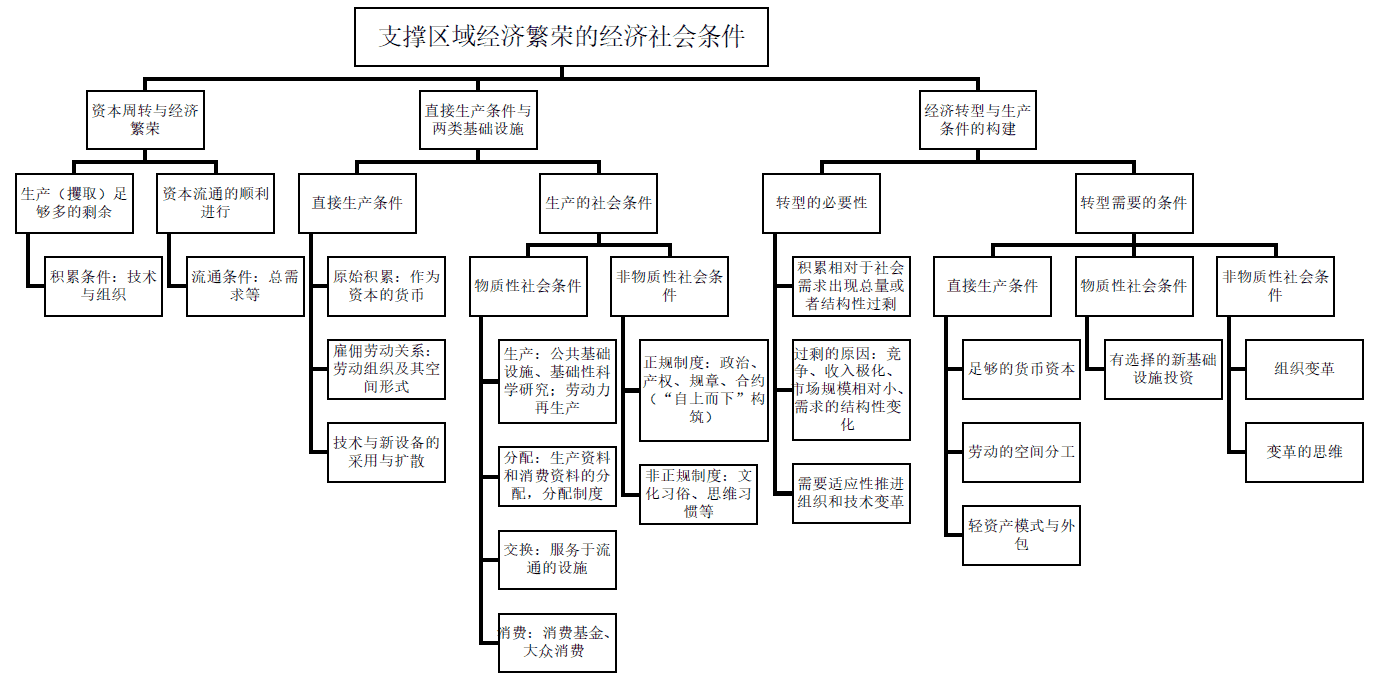 支撑区域经济繁荣的经济社会条件
资本周转与经济
繁荣
直接生产条件与
两类基础设施
经济转型与生产
条件的构建
生产（攫取）足
够多的剩余
资本流通的顺利
进行
直接生产条件
生产的社会条件
转型的必要性
转型需要的条件
积累条件：技术
与组织
流通条件：总需
求等
原始积累：作为
资本的货币
雇佣劳动关系：
劳动组织及其空
间形式
技术与新设备的
采用与扩散
物质性社会条件
非物质性社会条
件
生产：公共基础
设施、基础性科
学研究；劳动力
再生产
分配：生产资料
和消费资料的分
配，分配制度
交换：服务于流
通的设施
消费：消费基金、
大众消费
正规制度：政治、
产权、规章、合约
（“自上而下”构
筑）
非正规制度：文
化习俗、思维习
惯等
积累相对于社会
需求出现总量或
者结构性过剩
过剩的原因：竞
争、收入极化、
市场规模相对小、
需求的结构性变
化
需要适应性推进
组织和技术变革
直接生产条件
物质性社会条件
非物质性社会条
件
足够的货币资本
劳动的空间分工
轻资产模式与外
包
有选择的新基础
设施投资
组织变革
变革的思维